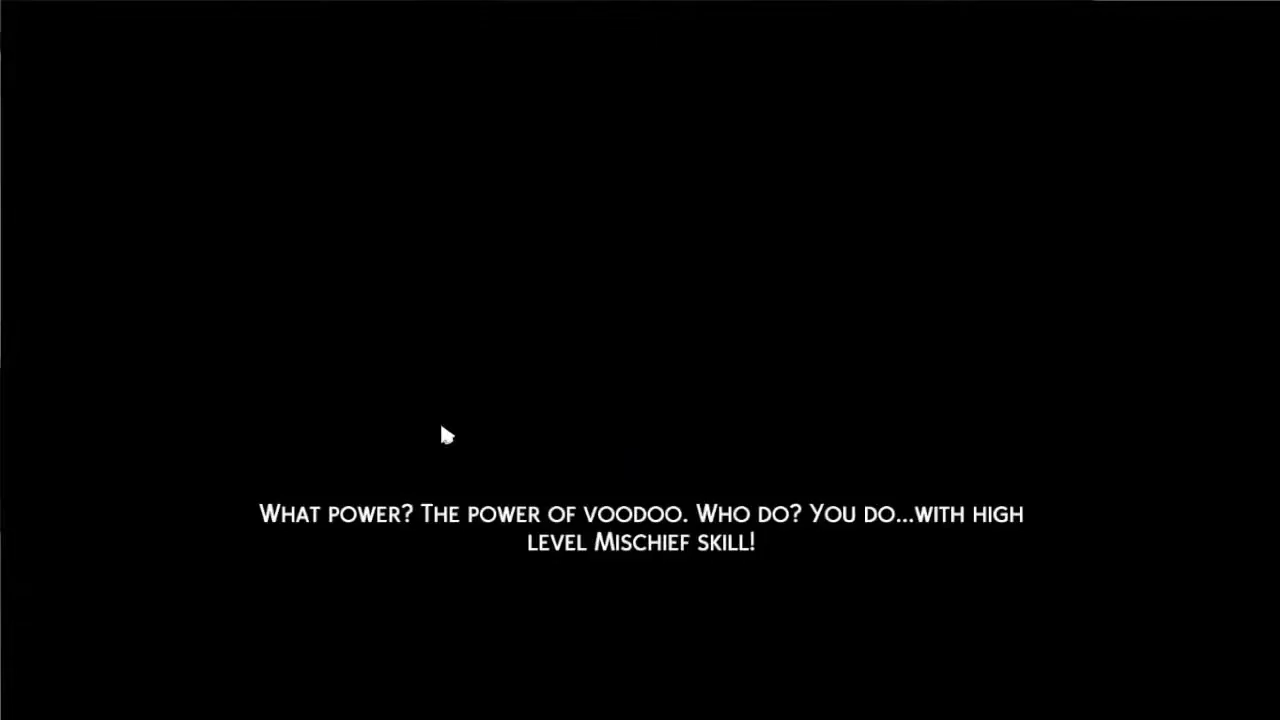 What power? The power of voodoo. Who do? You do...with high
level Mischief skill!